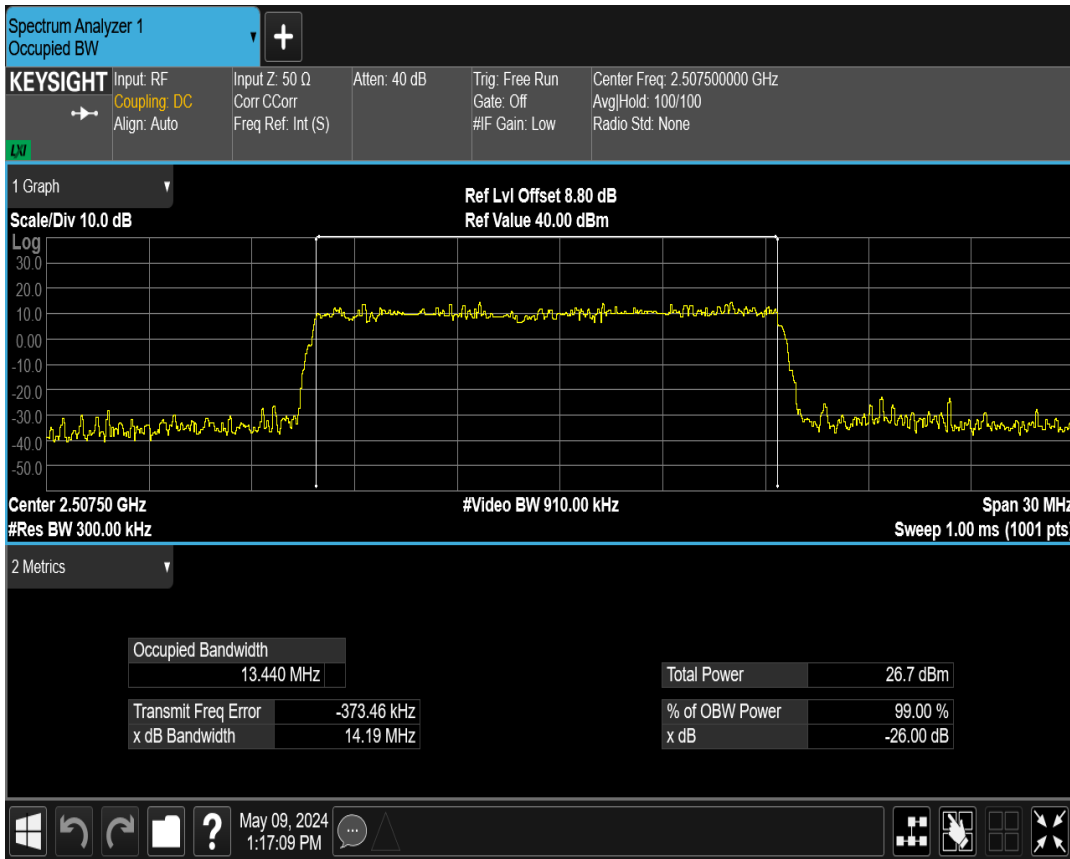 Spectrum Analyzer 1
Occupied BW
+
KEYSIGHT
LXI
Input: RF
Coupling: DC
Align: Auto
Input Z: 50 Ω
Corr CCorr
Freq Ref: Int (S)
Atten: 40 dB
Trig: Free Run
Gate: Off
#IF Gain: Low
Center Freq: 2.507500000 GHz
Avg|Hold: 100/100
Radio Std: None
1 Graph
Scale/Div 10.0 dB
Ref Lvl Offset 8.80 dB
Ref Value 40.00 dBm
Log
30.0
20.0
10.0
0.00
-10.0
-20.0
-30.0
-40.0
-50.0
Center 2.50750 GHz
#Video BW 910.00 kHz
Span 30 MHz
#Res BW 300.00 kHz
Sweep 1.00 ms (1001 pts)
2 Metrics
Occupied Bandwidth
13.440 MHz
Total Power 26.7 dBm
Transmit Freq Error -373.46 kHz
% of OBW Power 99.00 %
x dB Bandwidth 14.19 MHz
x dB -26.00 dB
?
May 09, 2024
1:17:09 PM